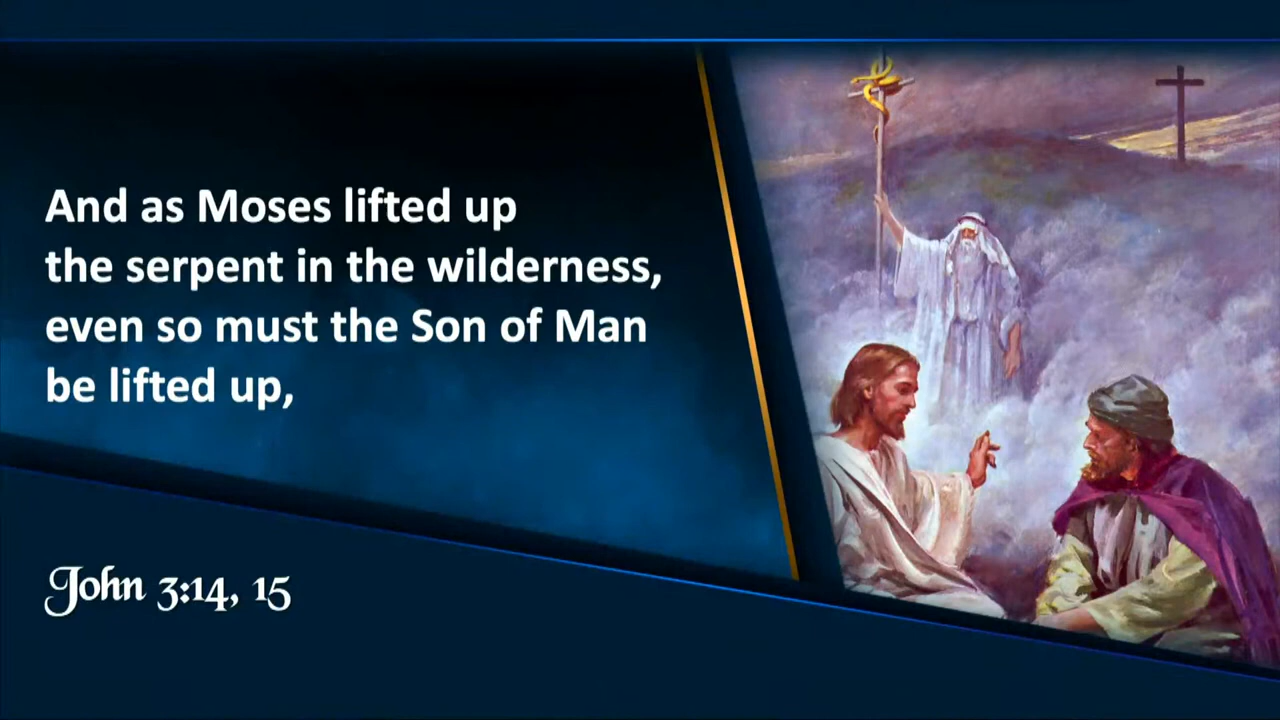 And as Moses lifted up
the serpent in the wilderness,
even so must the Son of Man
be lifted up,
John 3:14, 15